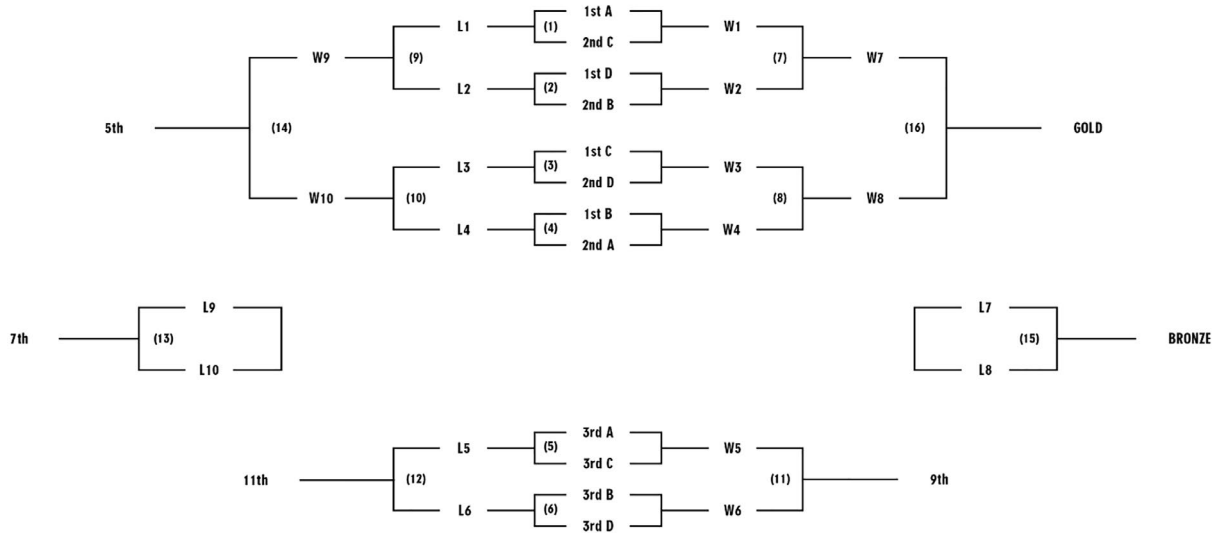 1st A
L1 (1) W1
2nd C
W9 (9) (7) W7
1st D
L2 (2) W2
2nd B
5th (14) (16) GOLD
1st C
L3 (3) W3
2nd D
W10 (10) (8) W8
1st B
L4 (4) W4
2nd A
L9 L7
7th (13) (15) BRONZE
L10 L8
3rd A
L5 (5) W5
3rd C
11th (12) (11) 9th
3rd B
L6 (6) W6
3rd D